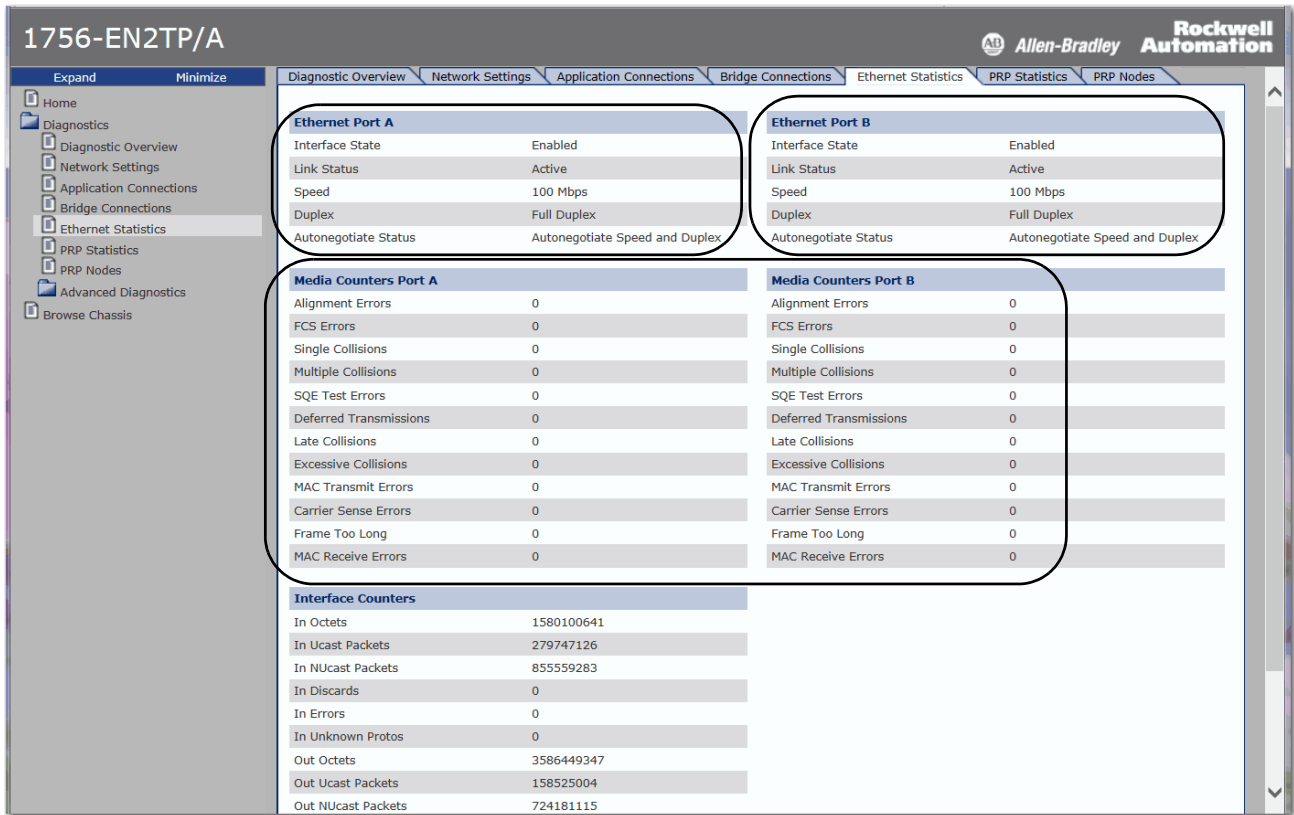 1756-EN2TP/A
AB Allen-Bradley
Rockwell
Automation
Expand Minimize
Home
Diagnostics
Diagnostic Overview
Network Settings
Application Connections
Bridge Connections
Ethernet Statistics
PRP Statistics
PRP Nodes
Advanced Diagnostics
Browse Chassis
Diagnostic Overview Network Settings Application Connections Bridge Connections Ethernet Statistics PRP Statistics PRP Nodes
Ethernet Port A
Interface State Enabled
Link Status Active
Speed 100 Mbps
Duplex Full Duplex
Autonegotiate Status Autonegotiate Speed and Duplex
Ethernet Port B
Interface State Enabled
Link Status Active
Speed 100 Mbps
Duplex Full Duplex
Autonegotiate Status Autonegotiate Speed and Duplex
Media Counters Port A
Alignment Errors 0
FCS Errors 0
Single Collisions 0
Multiple Collisions 0
SQE Test Errors 0
Deferred Transmissions 0
Late Collisions 0
Excessive Collisions 0
MAC Transmit Errors 0
Carrier Sense Errors 0
Frame Too Long 0
MAC Receive Errors 0
Media Counters Port B
Alignment Errors 0
FCS Errors 0
Single Collisions 0
Multiple Collisions 0
SQE Test Errors 0
Deferred Transmissions 0
Late Collisions 0
Excessive Collisions 0
MAC Transmit Errors 0
Carrier Sense Errors 0
Frame Too Long 0
MAC Receive Errors 0
Interface Counters
In Octets 1580100641
In Ucast Packets 279747126
In NUcast Packets 855559283
In Discards 0
In Errors 0
In Unknown Protos 0
Out Octets 3586449347
Out Ucast Packets 158525004
Out NUcast Packets 724181115